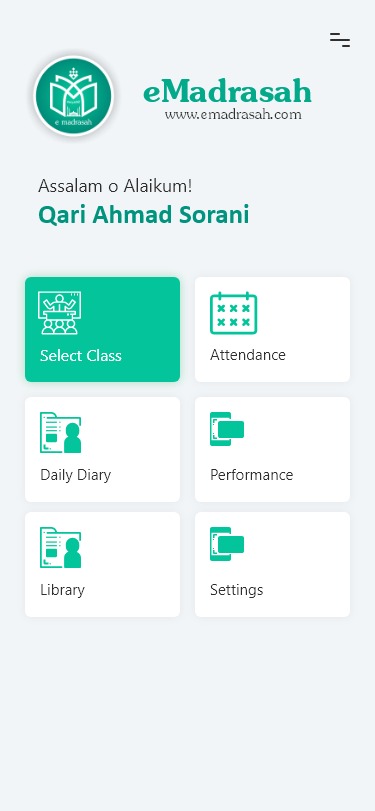 eMadrasah
www.emadrasah.com
e madrasah
Assalam o Alaikum!
Qari Ahmad Sorani
Select Class
Attendance
Daily Diary
Performance
Library
Settings